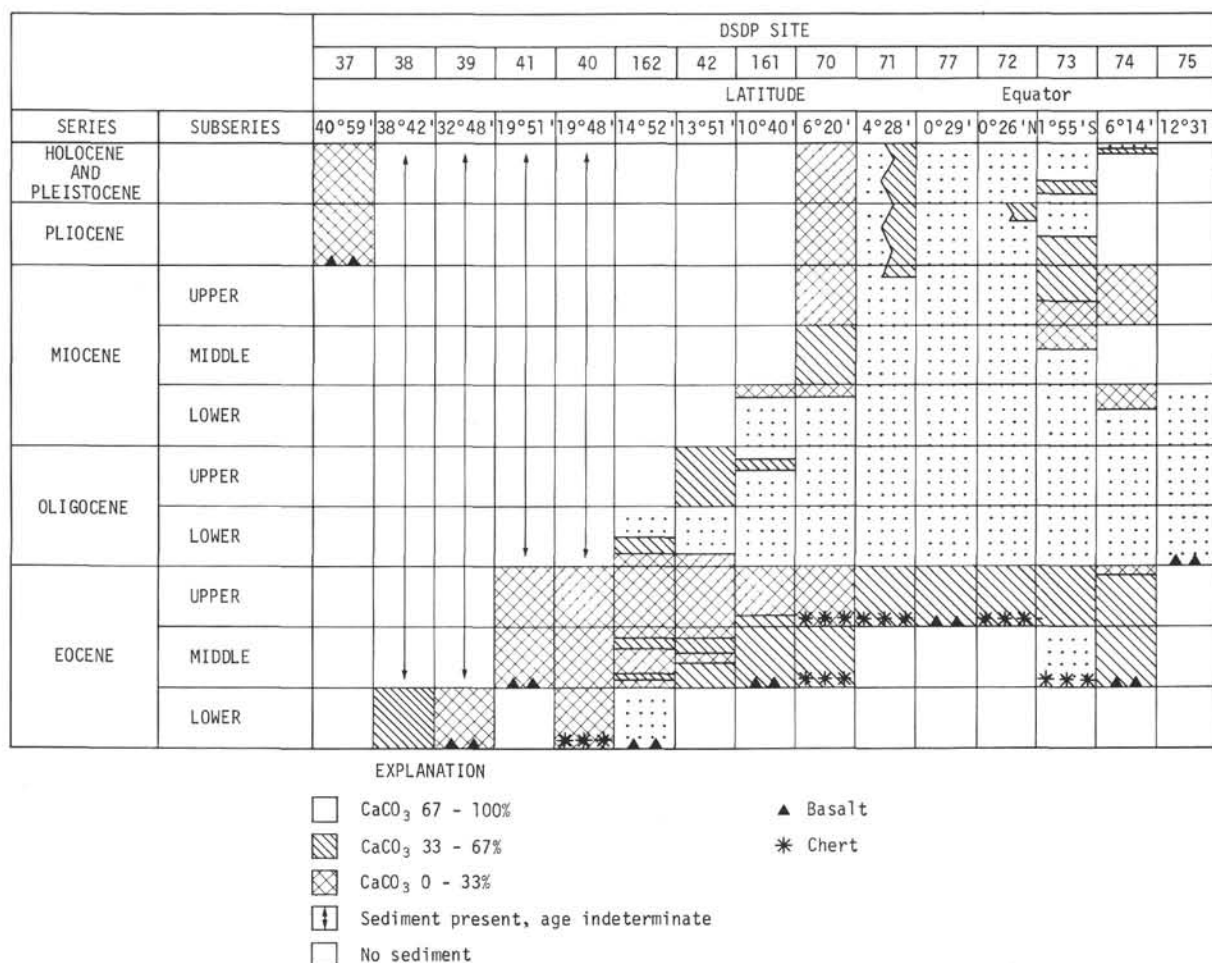 DSDP SITE
37 38 39 41 40 162 42 161 70 71 77 72 73 74 75
LATITUDE Equator
SERIES SUBSERIES 40°59' 38°42' 32°48' 19°51' 19°48' 14°52' 13°51' 10°40' 6°20' 4°28' 0°29' 0°26'N 1°55'S 6°14' 12°31
HOLOCENE
AND
PLEISTOCENE
PLIOCENE
UPPER
MIOCENE MIDDLE
LOWER
UPPER
OLIGOCENE
LOWER
UPPER
EOCENE MIDDLE
LOWER
EXPLANATION
CaCO₃ 67 - 100%
CaCO₃ 33 - 67%
CaCO₃ 0 - 33%
Sediment present, age indeterminate
No sediment
Basalt
Chert